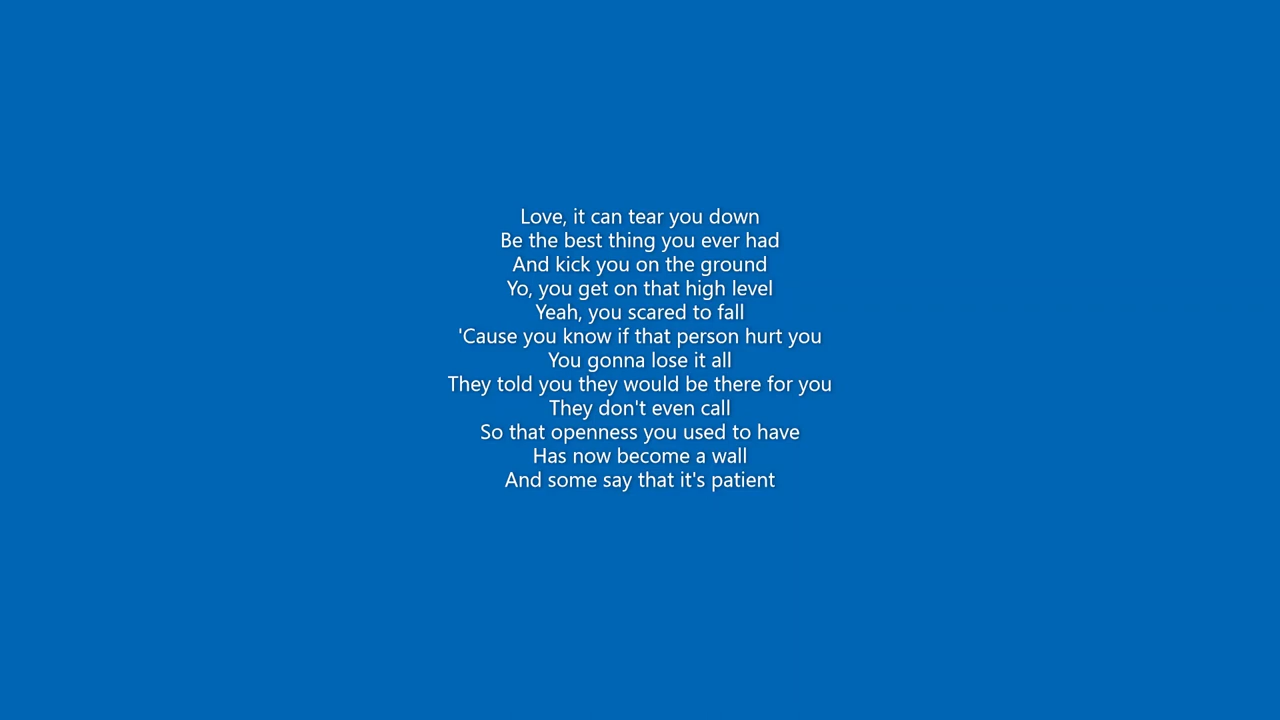 Love, it can tear you down
Be the best thing you ever had
And kick you on the ground
Yo, you get on that high level
Yeah, you scared to fall
'Cause you know if that person hurt you
You gonna lose it all
They told you they would be there for you
They don't even call
So that openness you used to have
Has now become a wall
And some say that it's patient